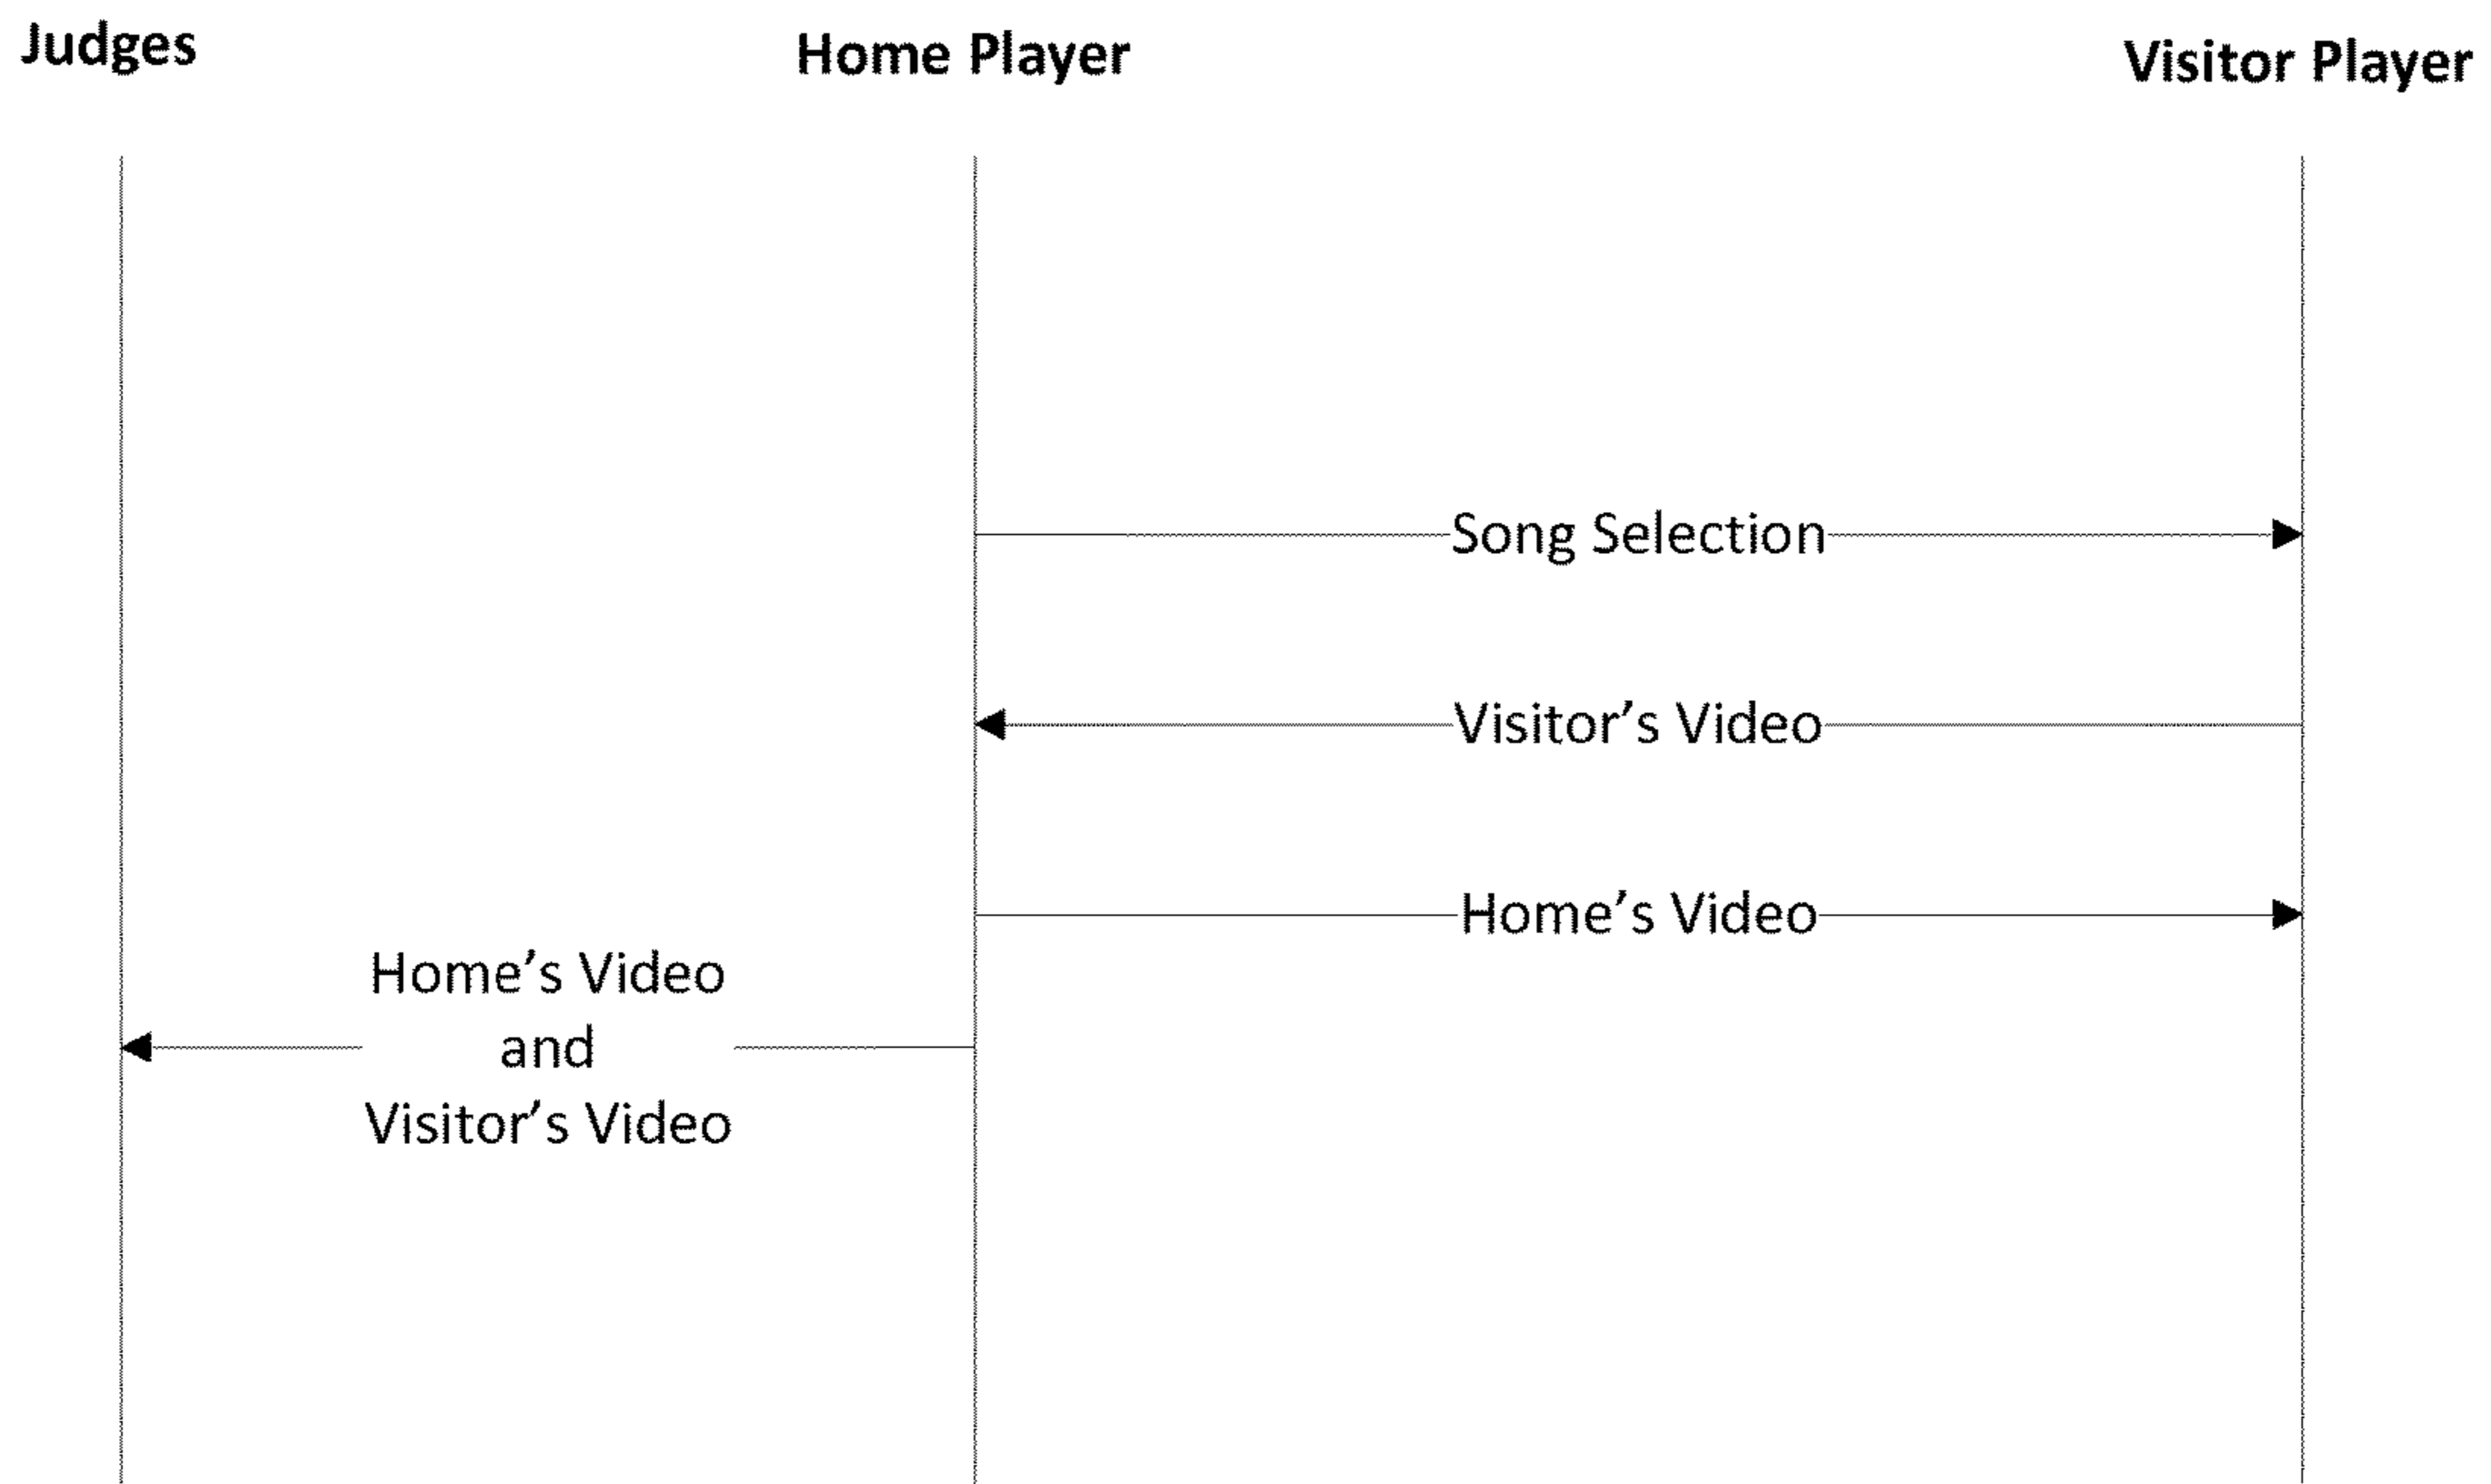 Judges
Home Player
Visitor Player
Song Selection
Visitor’s Video
Home’s Video
Home’s Video
and
Visitor’s Video